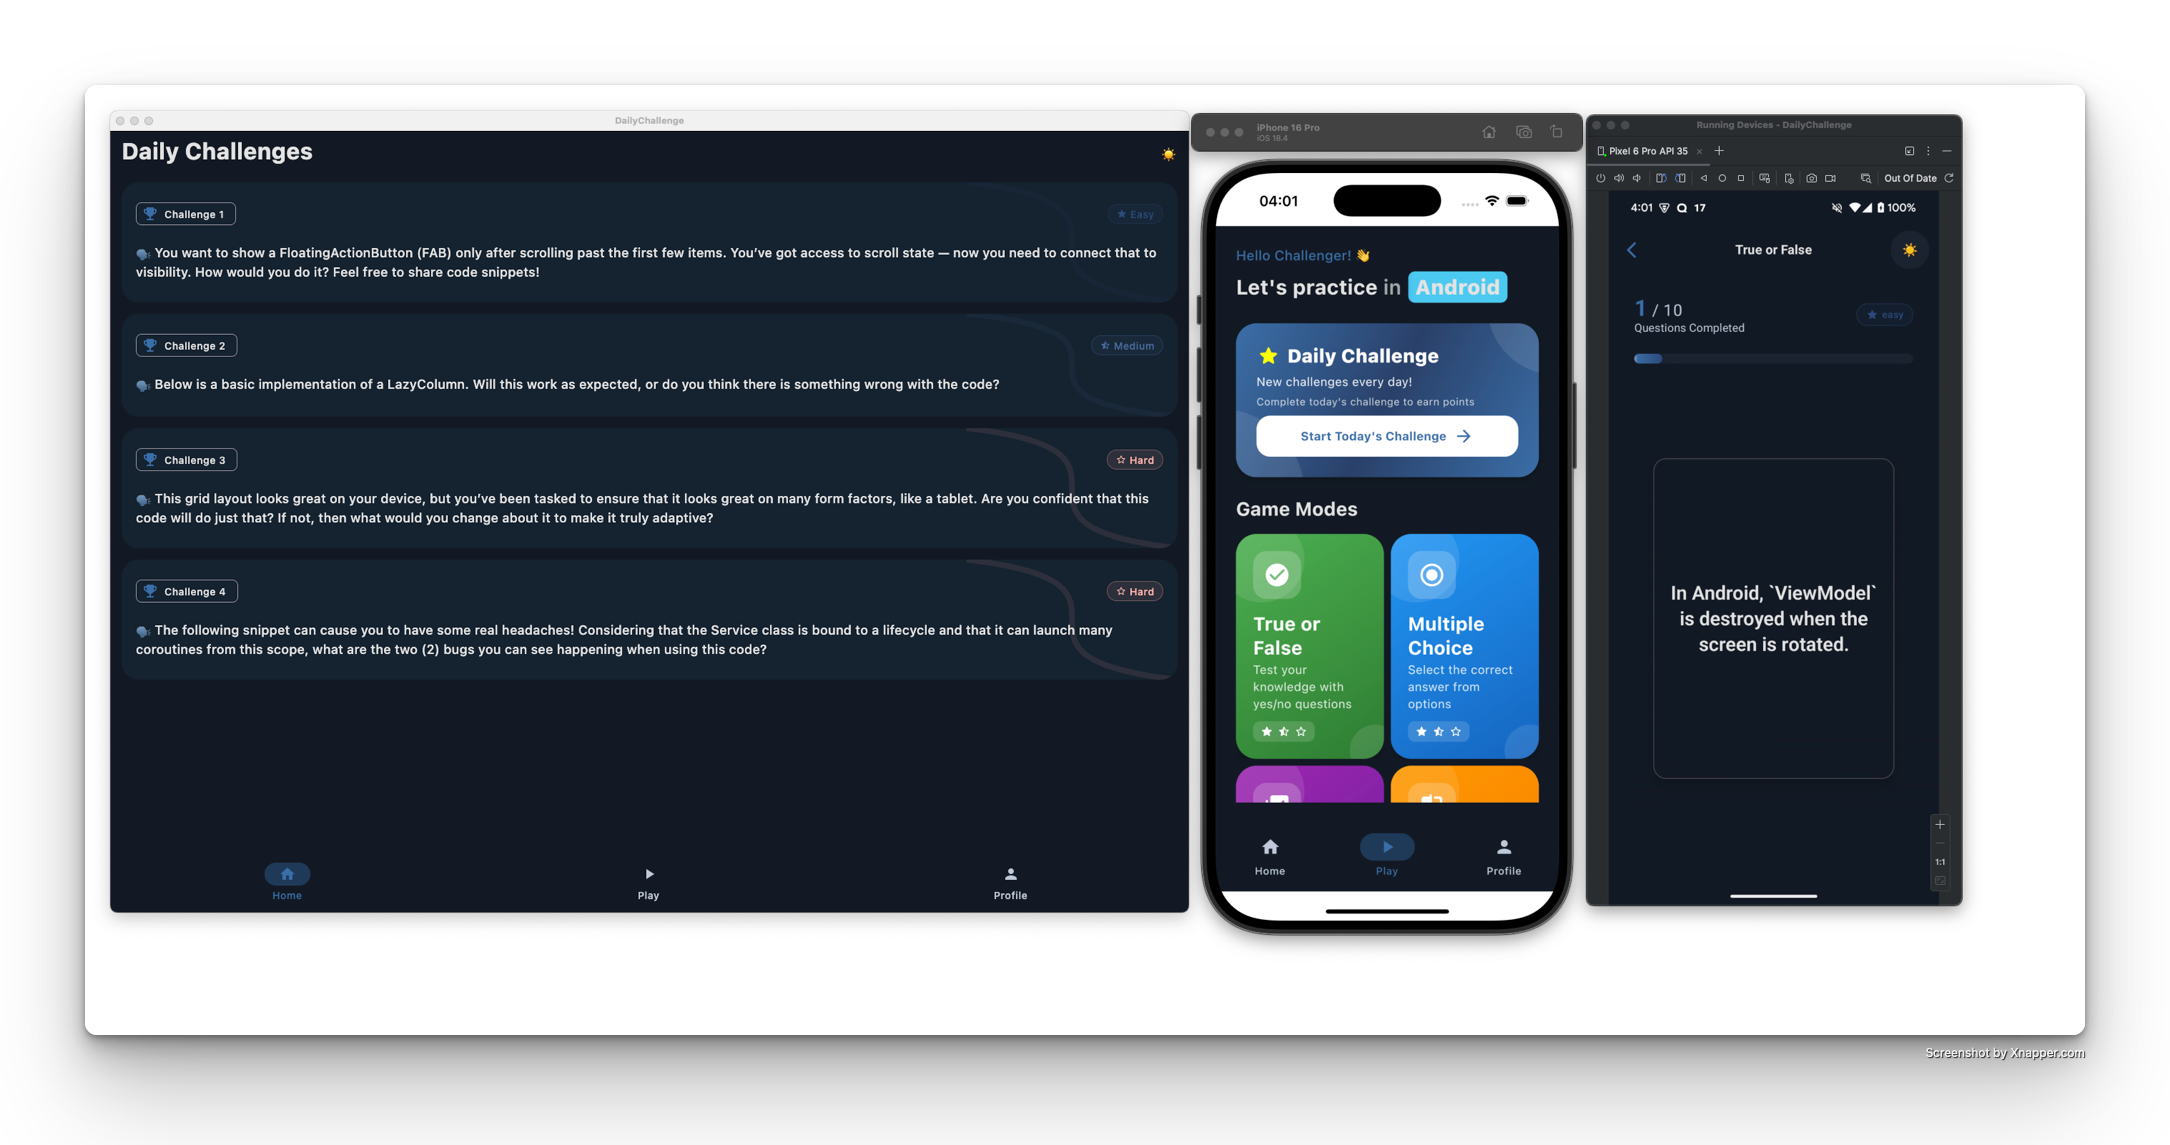 DailyChallenge
Daily Challenges
Challenge 1
Easy
You want to show a FloatingActionButton (FAB) only after scrolling past the first few items. You’ve got access to scroll state — now you need to connect that to
visibility. How would you do it? Feel free to share code snippets!
Challenge 2
Medium
Below is a basic implementation of a LazyColumn. Will this work as expected, or do you think there is something wrong with the code?
Challenge 3
Hard
This grid layout looks great on your device, but you’ve been tasked to ensure that it looks great on many form factors, like a tablet. Are you confident that this
code will do just that? If not, then what would you change about it to make it truly adaptive?
Challenge 4
Hard
The following snippet can cause you to have some real headaches! Considering that the Service class is bound to a lifecycle and that it can launch many
coroutines from this scope, what are the two (2) bugs you can see happening when using this code?
Home
Play
Profile
iPhone 16 Pro
iOS 18.4
04:01
Hello Challenger! 👋
Let's practice in Android
Daily Challenge
New challenges every day!
Complete today's challenge to earn points
Start Today's Challenge
Game Modes
True or
False
Test your
knowledge with
yes/no questions
Multiple
Choice
Select the correct
answer from
options
Home
Play
Profile
Running Devices - DailyChallenge
Pixel 6 Pro API 35
Out Of Date
4:01
17
100%
True or False
1 / 10
easy
Questions Completed
In Android, `ViewModel`
is destroyed when the
screen is rotated.
1:1
Screenshot by Xnapper.com